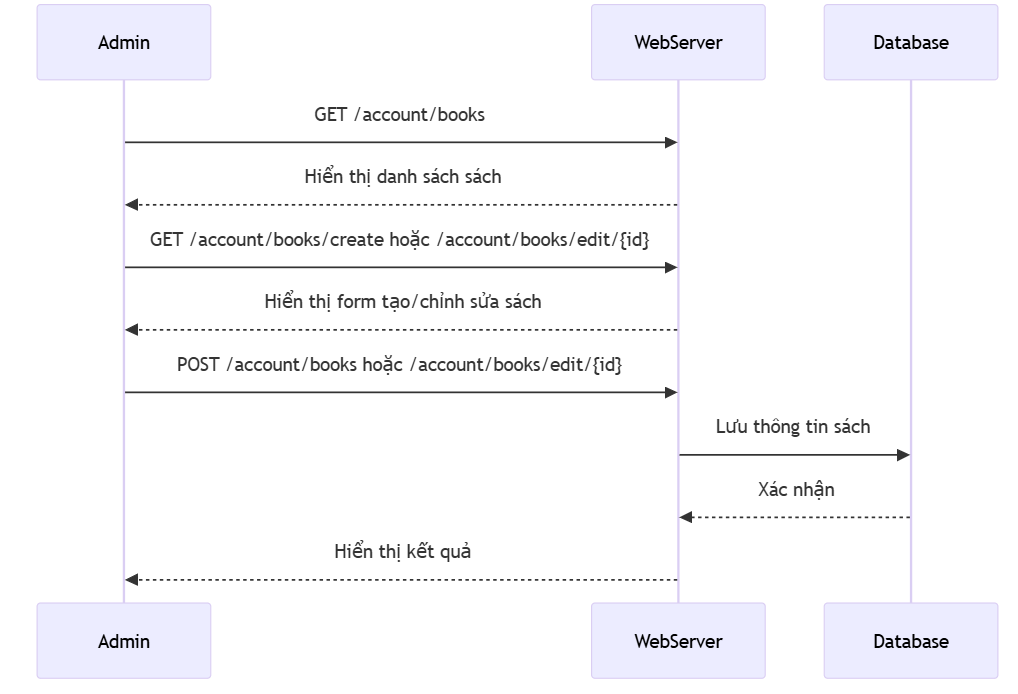 Admin
WebServer
Database
GET /account/books
Hiển thị danh sách sách
GET /account/books/create hoặc /account/books/edit/{id}
Hiển thị form tạo/chỉnh sửa sách
POST /account/books hoặc /account/books/edit/{id}
Lưu thông tin sách
Xác nhận
Hiển thị kết quả
Admin
WebServer
Database